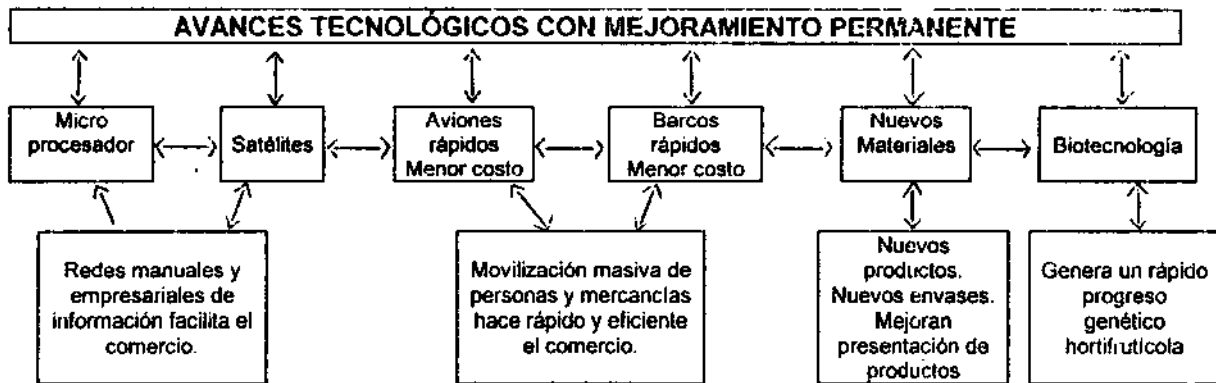 AVANCES TECNOLÓGICOS CON MEJORAMIENTO PERMANENTE
Micro
procesador
Satélites
Aviones
rápidos
Menor costo
Barcos
rápidos
Menor costo
Nuevos
Materiales
Biotecnología
Redes manuales y
empresariales de
información facilita el
comercio.
Movilización masiva de
personas y mercancías
hace rápido y eficiente
el comercio.
Nuevos
productos.
Nuevos envases.
Mejoran
presentación de
productos
Genera un rápido
progreso
genético
hortifrutícola